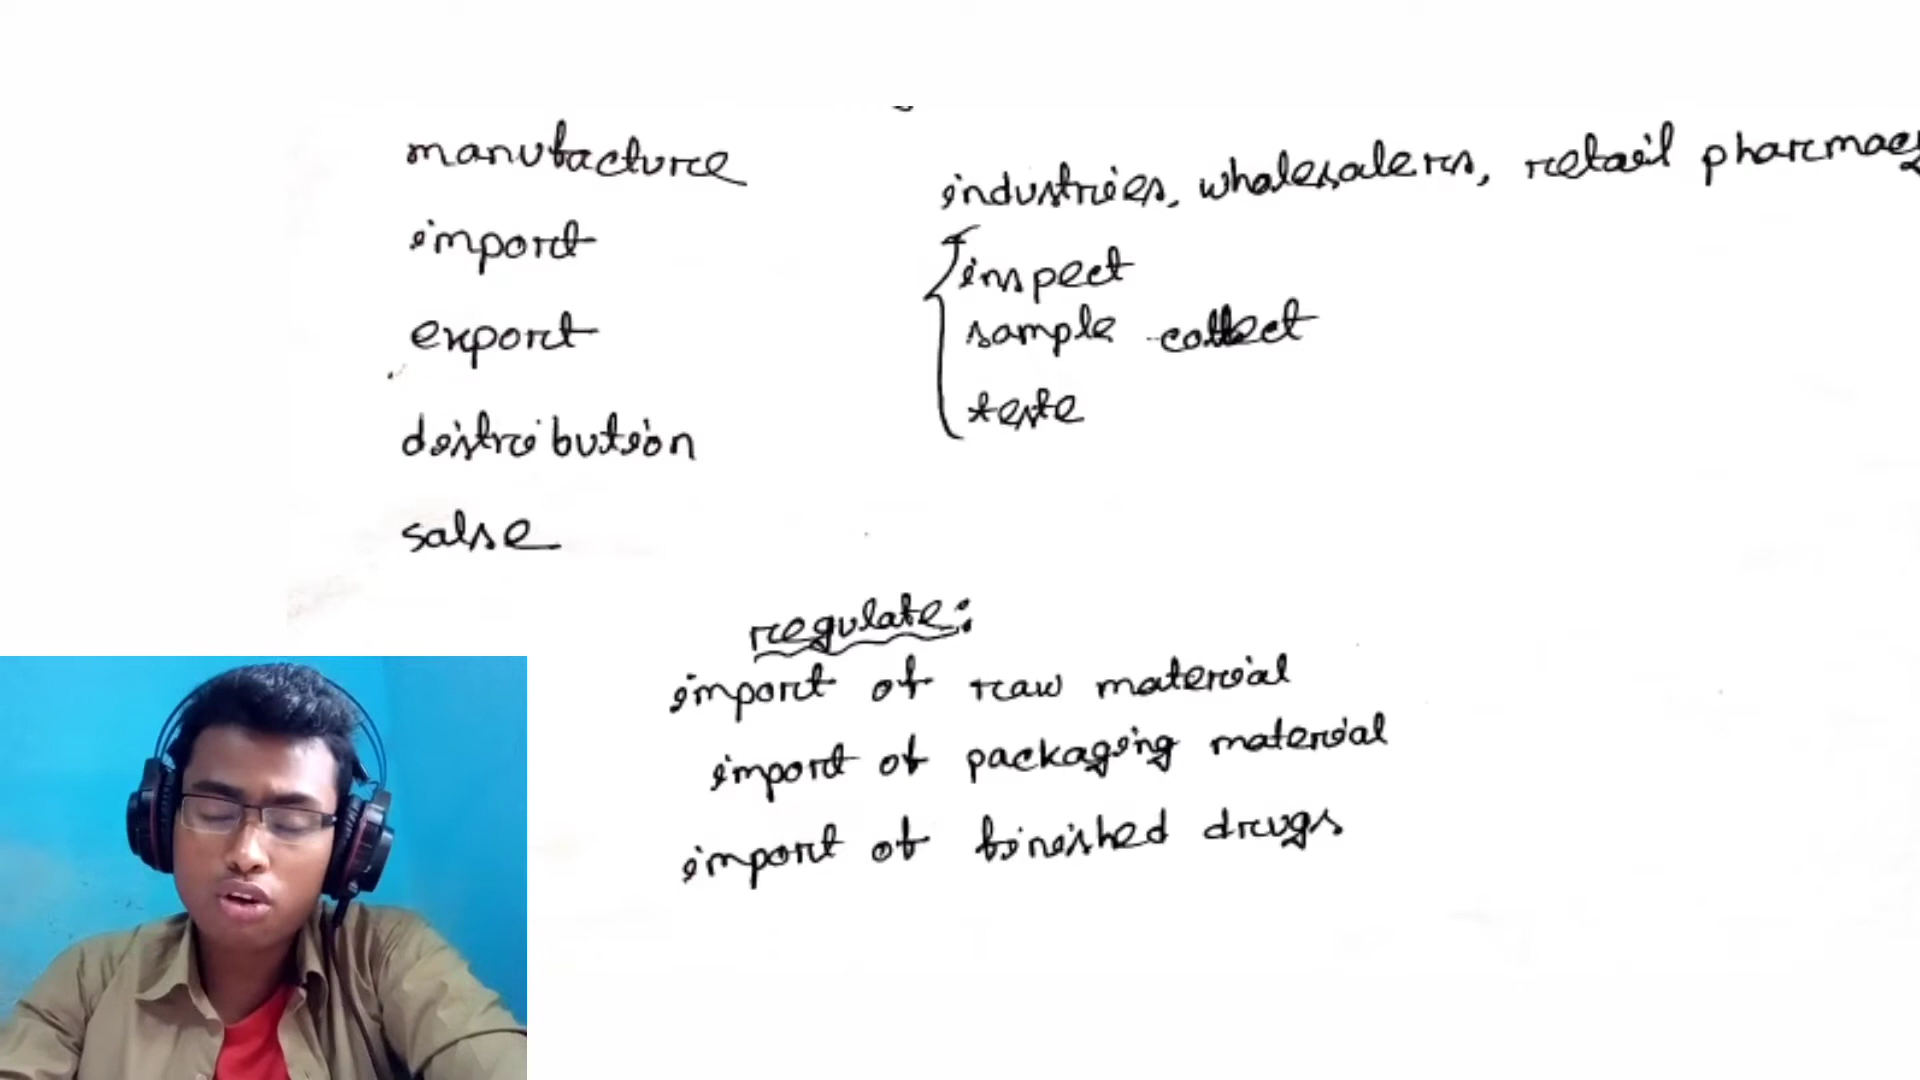 manufacture
import
export
distribution
salse
industries, wholesalers, retail pharmacy
inspect
sample collect
teste
regulate:
import of raw material
import of packaging material
import of finished drugs